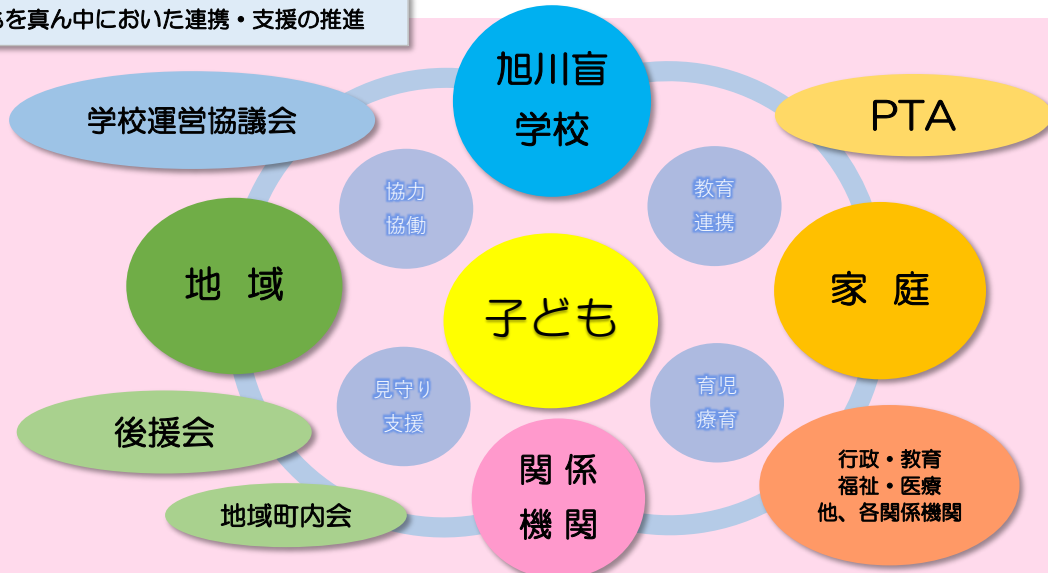 を真ん中においた連携・支援の推進
旭川盲
学校
学校運営協議会
PTA
協力
協働
教育
連携
地 域
子ども
家 庭
見守り
支援
育児
療育
後援会
関 係
機 関
行政・教育
福祉・医療
他、各関係機関
地域町内会